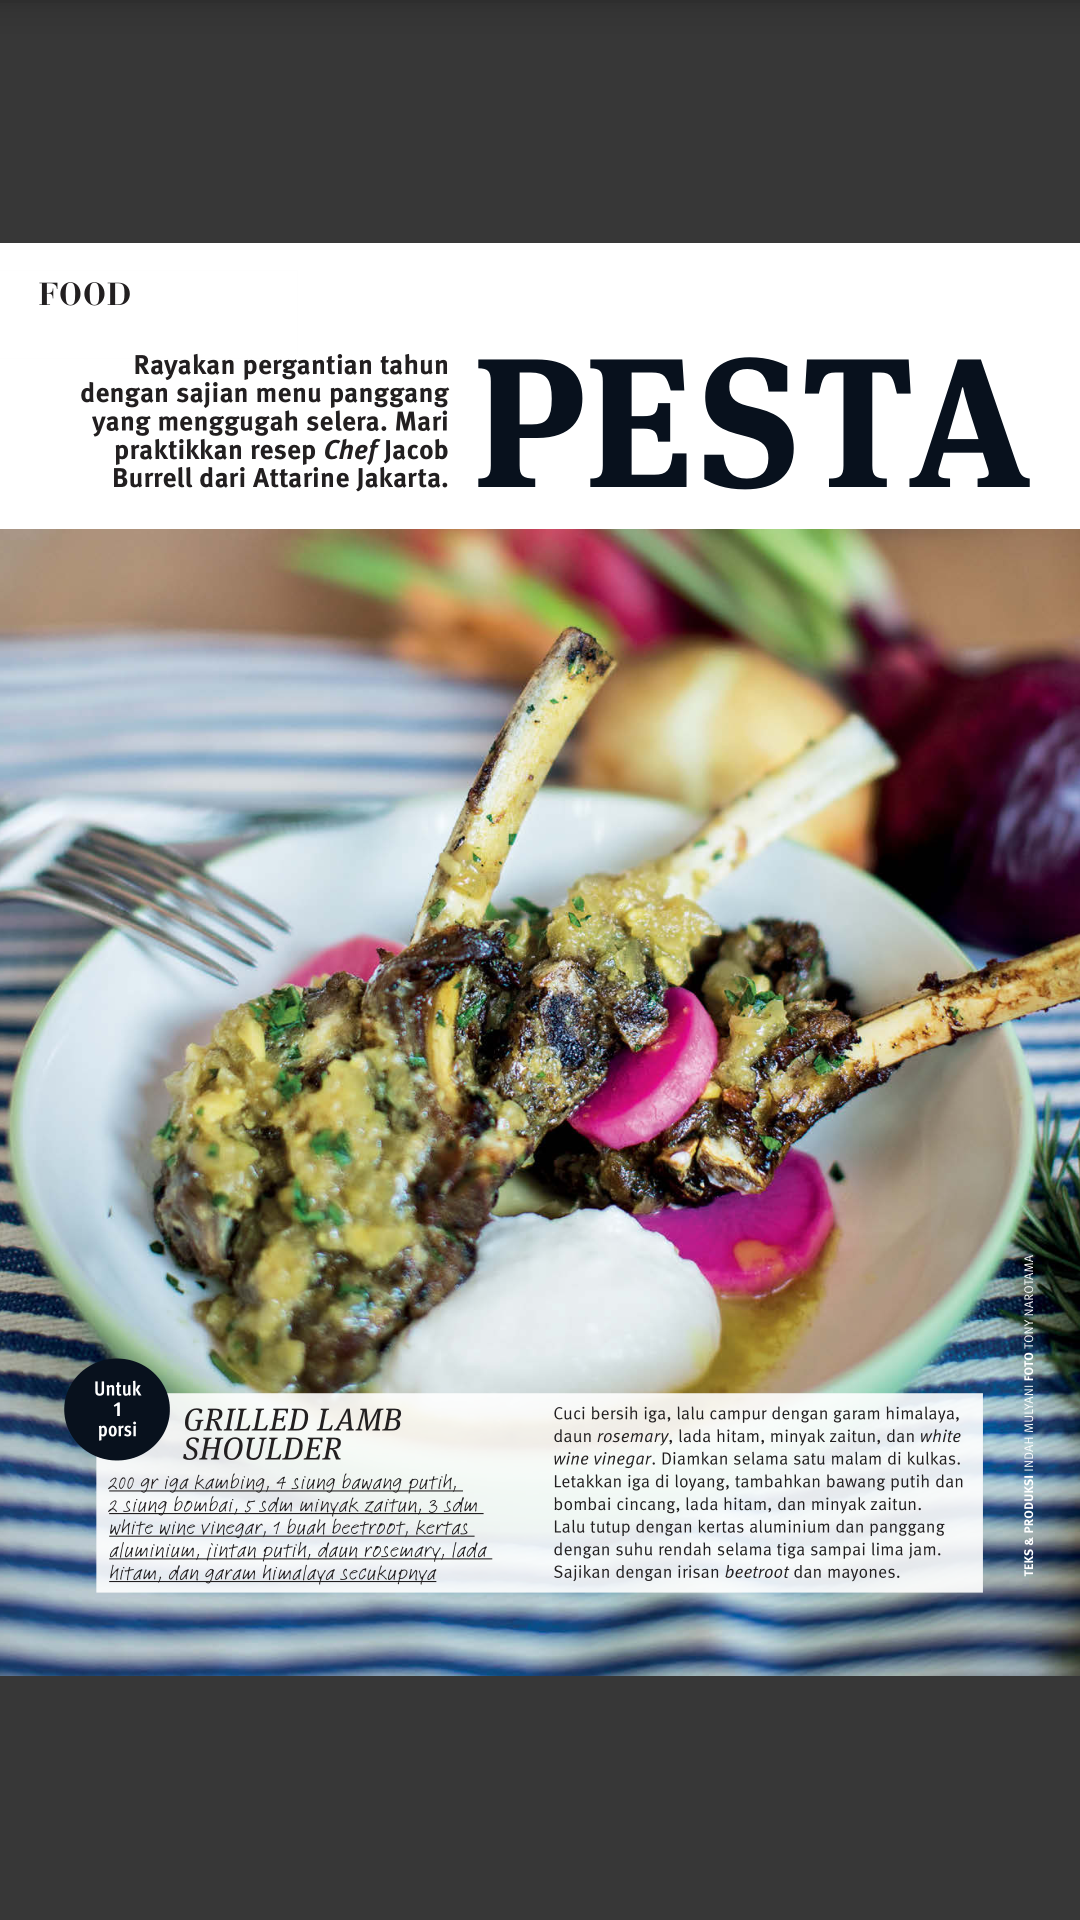 FOOD
Rayakan pergantian tahun
dengan sajian menu panggang
yang menggugah selera. Mari
praktikkan resep Chef Jacob
Burrell dari Attarine Jakarta.
PESTA
Untuk
1
porsi
GRILLED LAMB
SHOULDER
200 gr iga kambing, 4 siung bawang putih,
2 siung bombai, 5 sdm minyak zaitun, 3 sdm
white wine vinegar, 1 buah beetroot, kertas
aluminium, jintan putih, daun rosemary, lada
hitam, dan garam himalaya secukupnya
Cuci bersih iga, lalu campur dengan garam himalaya,
daun rosemary, lada hitam, minyak zaitun, dan white
wine vinegar. Diamkan selama satu malam di kulkas.
Letakkan iga di loyang, tambahkan bawang putih dan
bombai cincang, lada hitam, dan minyak zaitun.
Lalu tutup dengan kertas aluminium dan panggang
dengan suhu rendah selama tiga sampai lima jam.
Sajikan dengan irisan beetroot dan mayones.
TEKS & PRODUKSI INDAH MULYANI FOTO TONY NAROTAMA